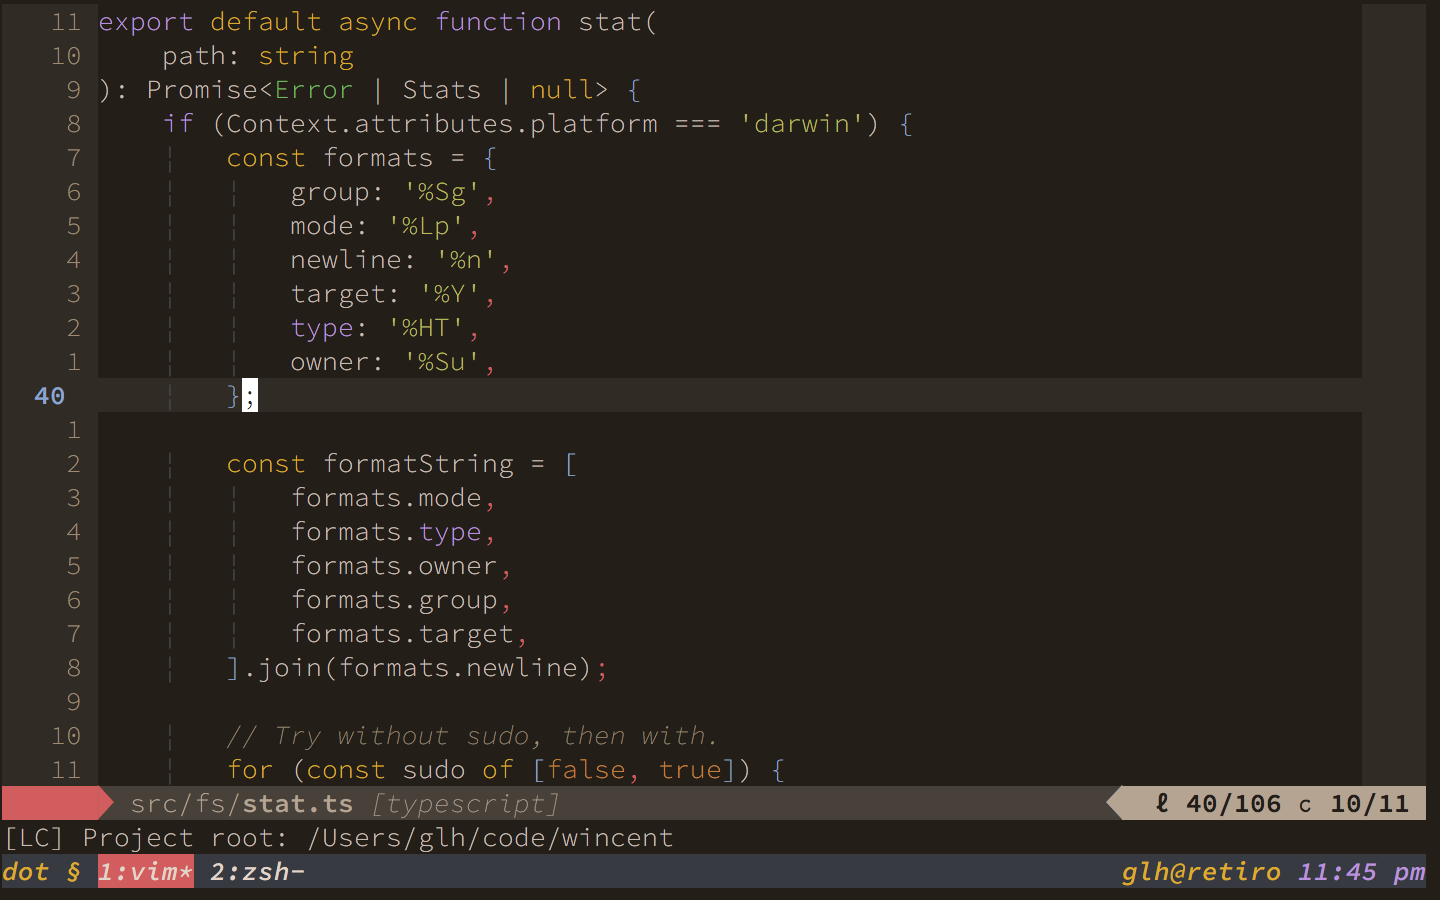 11 export default async function stat(
10     path: string
9 ): Promise<Error | Stats | null> {
8     if (Context.attributes.platform === 'darwin') {
7         const formats = {
6             group: '%Sg',
5             mode: '%Lp',
4             newline: '%n',
3             target: '%Y',
2             type: '%HT',
1             owner: '%Su',
40         };
1
2         const formatString = [
3             formats.mode,
4             formats.type,
5             formats.owner,
6             formats.group,
7             formats.target,
8         ].join(formats.newline);
9
10         // Try without sudo, then with.
11         for (const sudo of [false, true]) {
src/fs/stat.ts [typescript] ℓ 40/106 c 10/11
[LC] Project root: /Users/glh/code/wincent
dot § 1:vim* 2:zsh- glh@retiro 11:45 pm